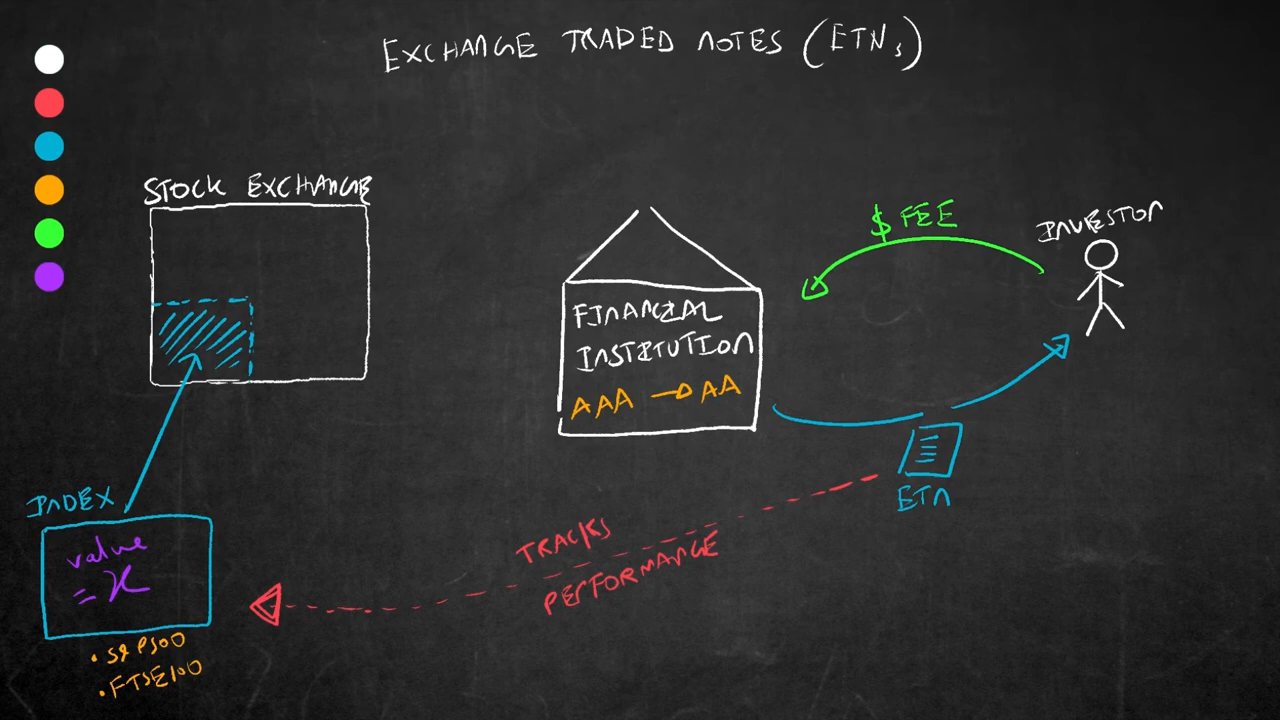 EXCHANGE TRADED NOTES (ETNs)
STOCK EXCHANGE
$ FEE
INVESTOR
FINANCIAL
INSTITUTION
AAA → AA
ETN
INDEX
value
= x
TRACKS
PERFORMANCE
• S&P500
• FTSE100